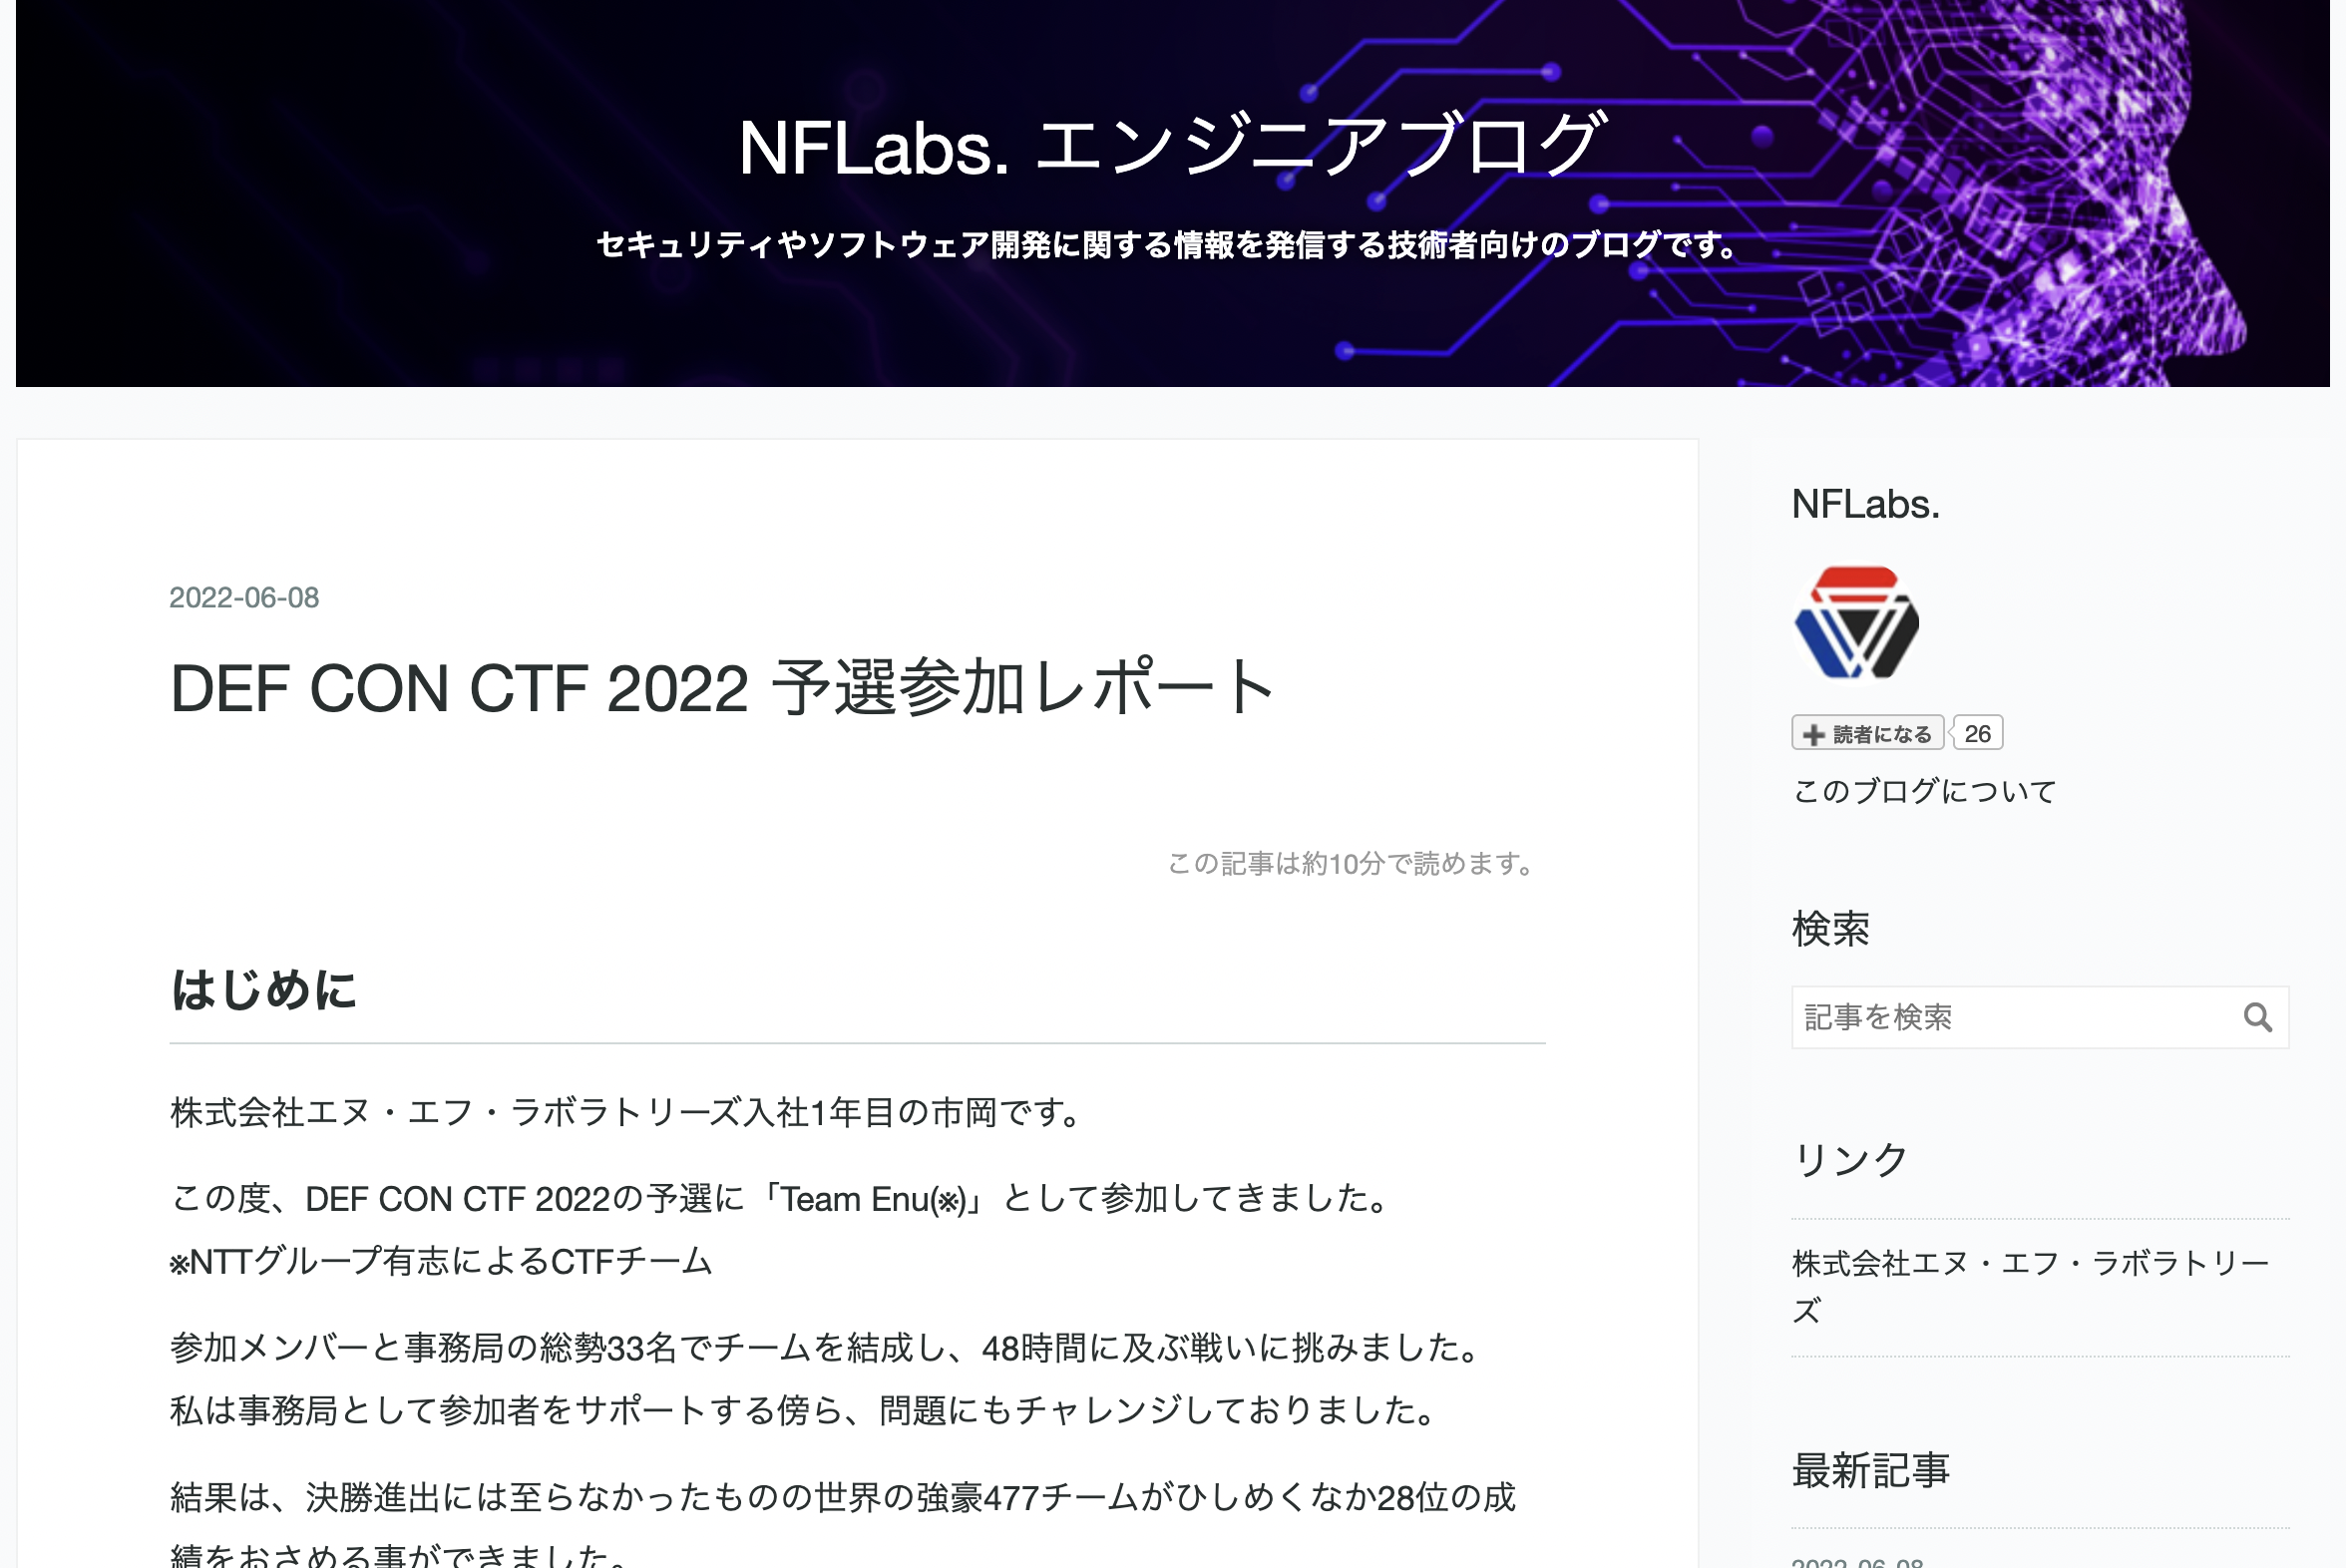 NFLabs. エンジニアブログ
セキュリティやソフトウェア開発に関する情報を発信する技術者向けのブログです。
2022-06-08
DEF CON CTF 2022 予選参加レポート
この記事は約10分で読めます。
はじめに
株式会社エヌ・エフ・ラボラトリーズ入社1年目の市岡です。
この度、DEF CON CTF 2022の予選に「Team Enu(※)」として参加してきました。
※NTTグループ有志によるCTFチーム
参加メンバーと事務局の総勢33名でチームを結成し、48時間に及ぶ戦いに挑みました。
私は事務局として参加者をサポートする傍ら、問題にもチャレンジしておりました。
結果は、決勝進出には至らなかったものの世界の強豪477チームがひしめくなか28位の成
績をおさめる事ができました。
NFLabs.
読者になる 26
このブログについて
検索
記事を検索
リンク
株式会社エヌ・エフ・ラボラトリー
ズ
最新記事
2022-06-08